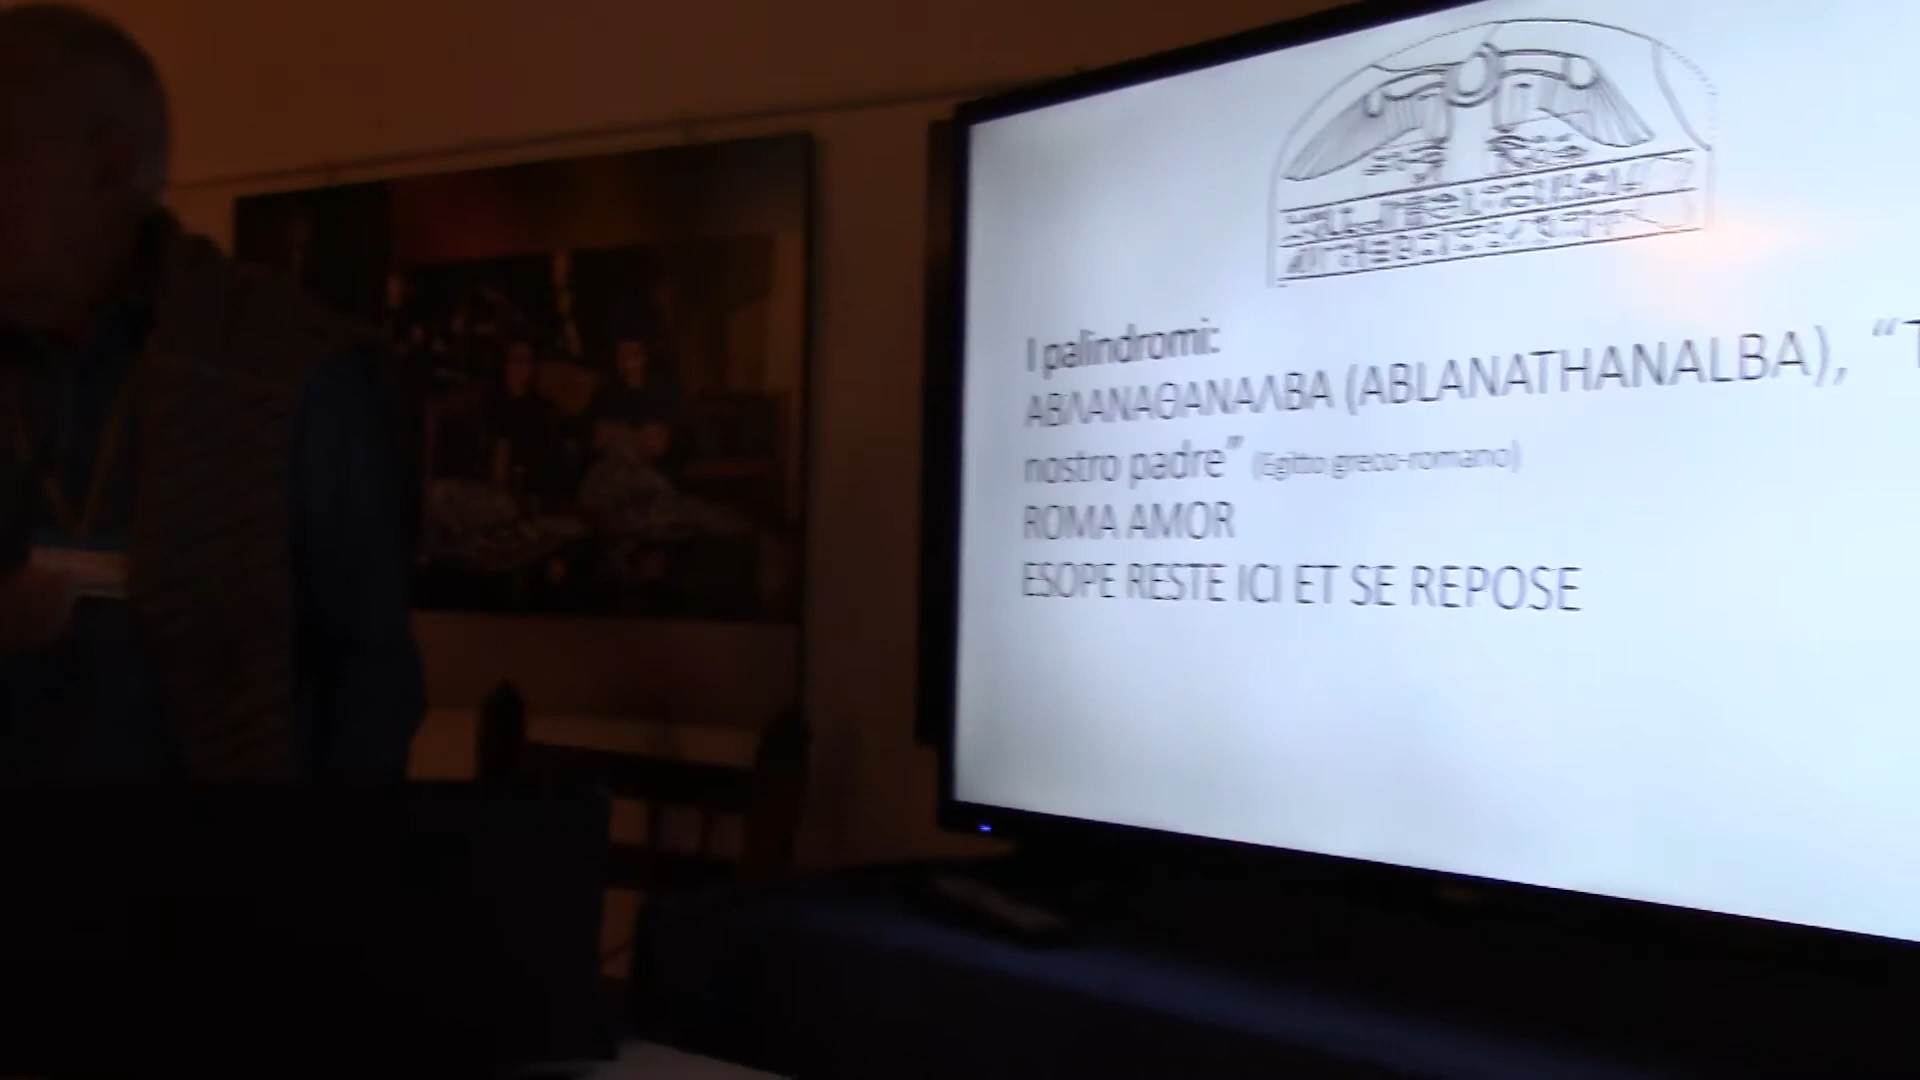 I palindromi:
ΑΒΛΑΝΑΘΑΝΑΛΒΑ (ABLANATHANALBA), “T
nostro padre” (Egitto greco-romano)
ROMA AMOR
ESOPE RESTE ICI ET SE REPOSE